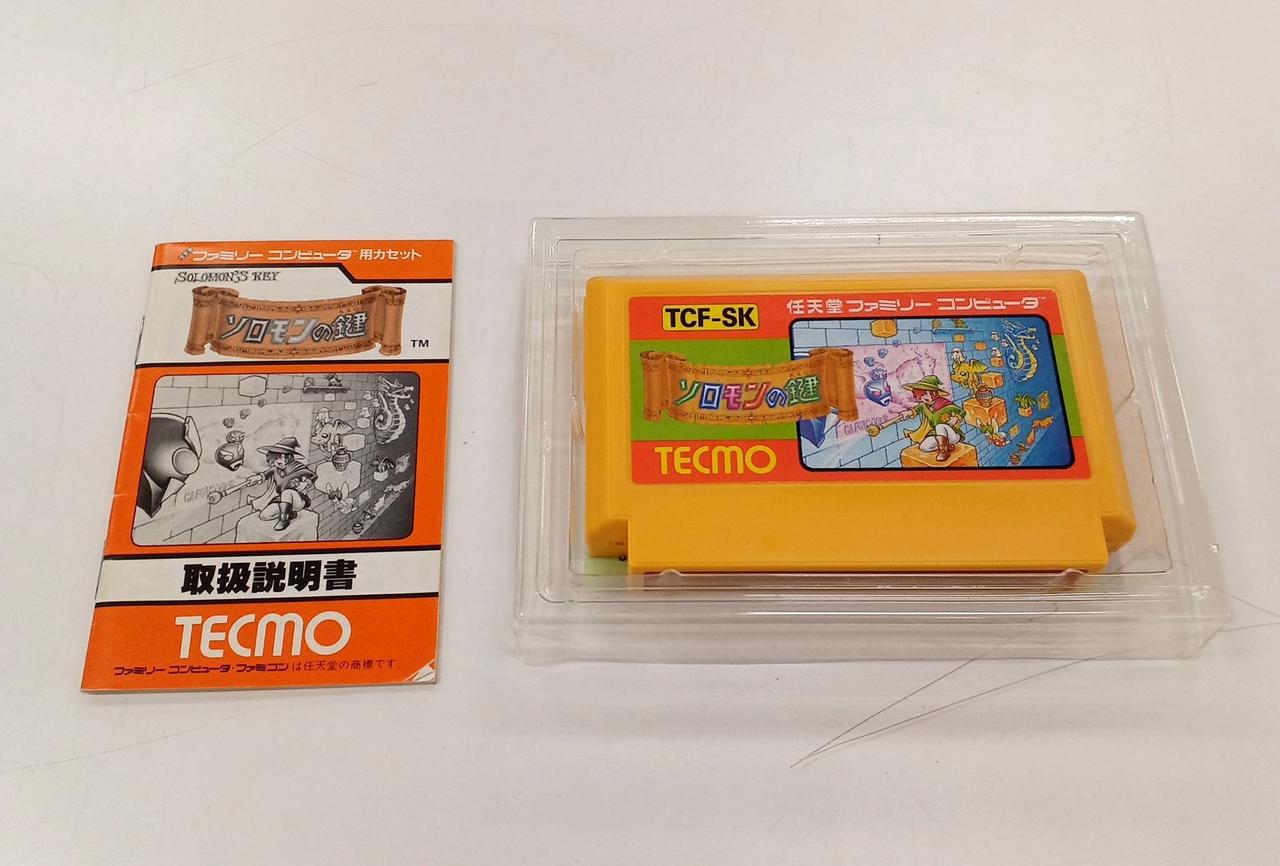 ファミリー コンピュータ™ 用カセット
SOLOMON'S KEY
ソロモンの鍵
TM
取扱説明書
TECMO
ファミリー コンピュータ・ファミコン は任天堂の商標です。
TCF-SK
任天堂 ファミリー コンピュータ™
ソロモンの鍵
TECMO